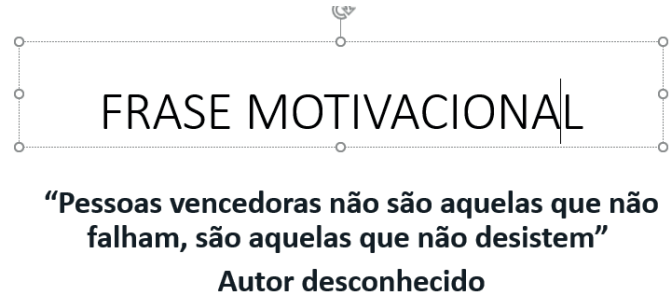 FRASE MOTIVACIONAL
“Pessoas vencedoras não são aquelas que não
falham, são aquelas que não desistem”
Autor desconhecido